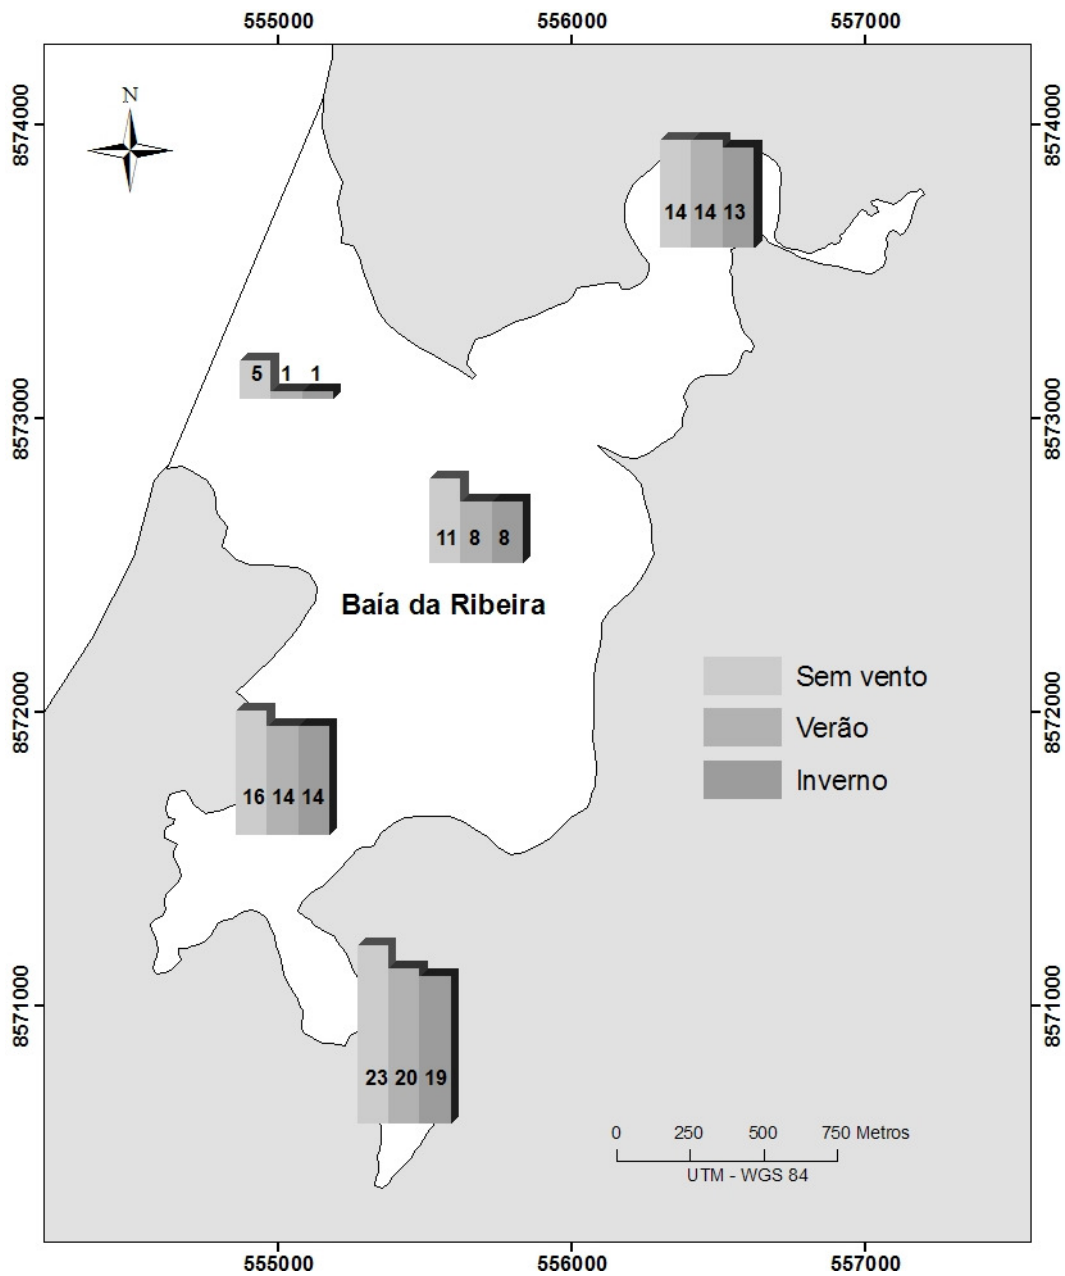 555000 556000 557000
8574000 8574000
N
14 14 13
5 1 1
8573000 8573000
11 8 8
Baía da Ribeira
Sem vento
Verão
Inverno
8572000 8572000
16 14 14
8571000 8571000
23 20 19
0 250 500 750 Metros
UTM - WGS 84
555000 556000 557000